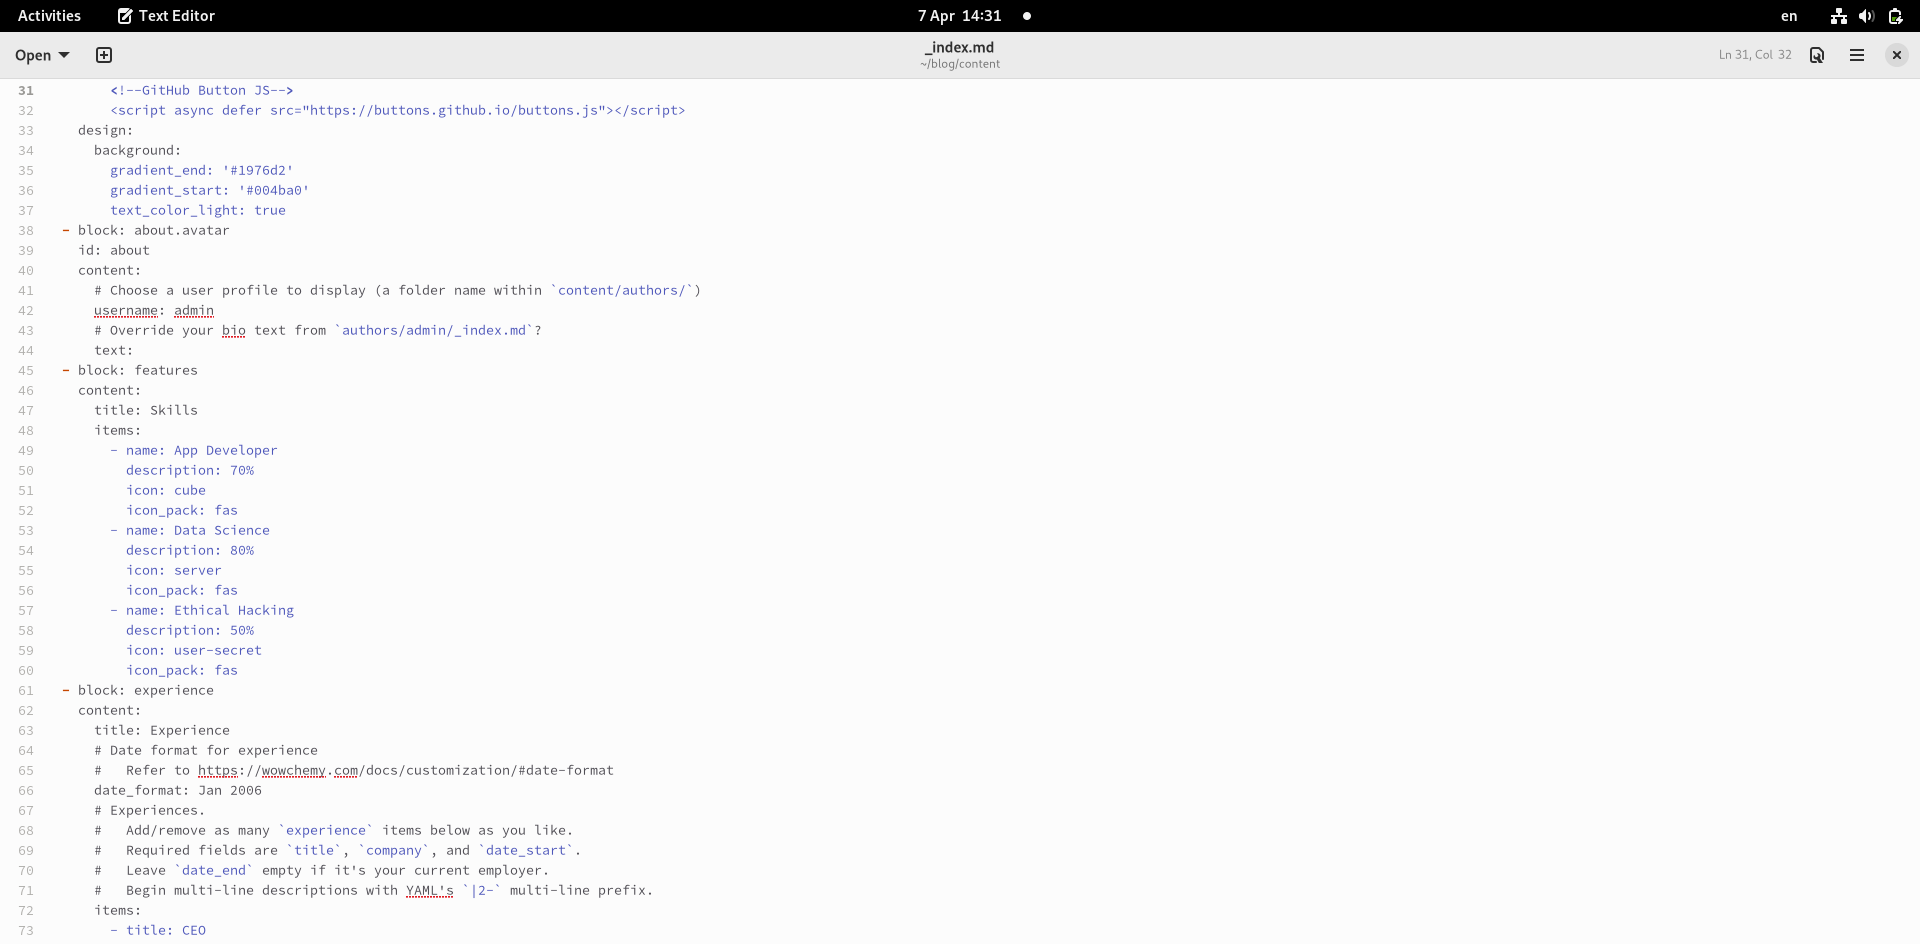 Activities Text Editor 7 Apr 14:31 en
Open _index.md Ln 31, Col 32
~/blog/content
31 <!--GitHub Button JS-->
32 <script async defer src="https://buttons.github.io/buttons.js"></script>
33 design:
34 background:
35 gradient_end: '#1976d2'
36 gradient_start: '#004ba0'
37 text_color_light: true
38 - block: about.avatar
39 id: about
40 content:
41 # Choose a user profile to display (a folder name within `content/authors/`)
42 username: admin
43 # Override your bio text from `authors/admin/_index.md`?
44 text:
45 - block: features
46 content:
47 title: Skills
48 items:
49 - name: App Developer
50 description: 70%
51 icon: cube
52 icon_pack: fas
53 - name: Data Science
54 description: 80%
55 icon: server
56 icon_pack: fas
57 - name: Ethical Hacking
58 description: 50%
59 icon: user-secret
60 icon_pack: fas
61 - block: experience
62 content:
63 title: Experience
64 # Date format for experience
65 #   Refer to https://wowchemy.com/docs/customization/#date-format
66 date_format: Jan 2006
67 # Experiences.
68 #   Add/remove as many `experience` items below as you like.
69 #   Required fields are `title`, `company`, and `date_start`.
70 #   Leave `date_end` empty if it's your current employer.
71 #   Begin multi-line descriptions with YAML's `|2-` multi-line prefix.
72 items:
73 - title: CEO